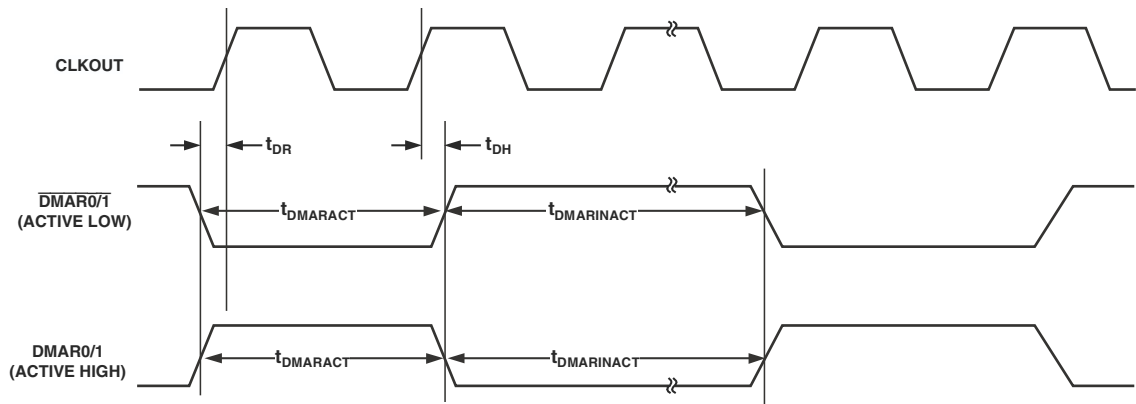 CLKOUT
tDR
tDH
DMAR0/1
(ACTIVE LOW)
tDMARACT
tDMARINACT
DMAR0/1
(ACTIVE HIGH)
tDMARACT
tDMARINACT